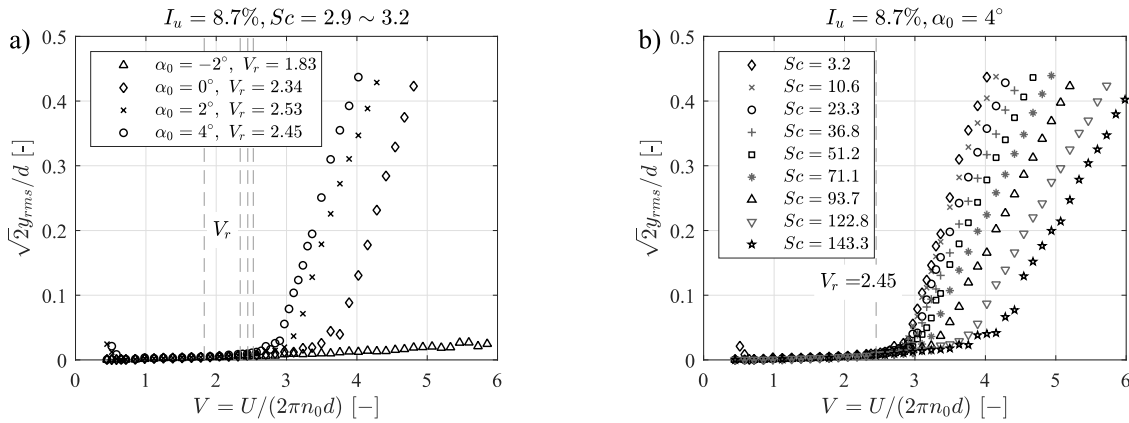 a)
I_u = 8.7%, Sc = 2.9 ∼ 3.2
√2y_rms/d [-]
0.5
0.4
0.3
0.2
0.1
0
α_0 = −2°, V_r = 1.83
α_0 = 0°, V_r = 2.34
α_0 = 2°, V_r = 2.53
α_0 = 4°, V_r = 2.45
V_r
0 1 2 3 4 5 6
V = U/(2πn_0d) [−]
b)
I_u = 8.7%, α_0 = 4°
√2y_rms/d [-]
0.5
0.4
0.3
0.2
0.1
0
Sc = 3.2
Sc = 10.6
Sc = 23.3
Sc = 36.8
Sc = 51.2
Sc = 71.1
Sc = 93.7
Sc = 122.8
Sc = 143.3
V_r =2.45
0 1 2 3 4 5 6
V = U/(2πn_0d) [−]